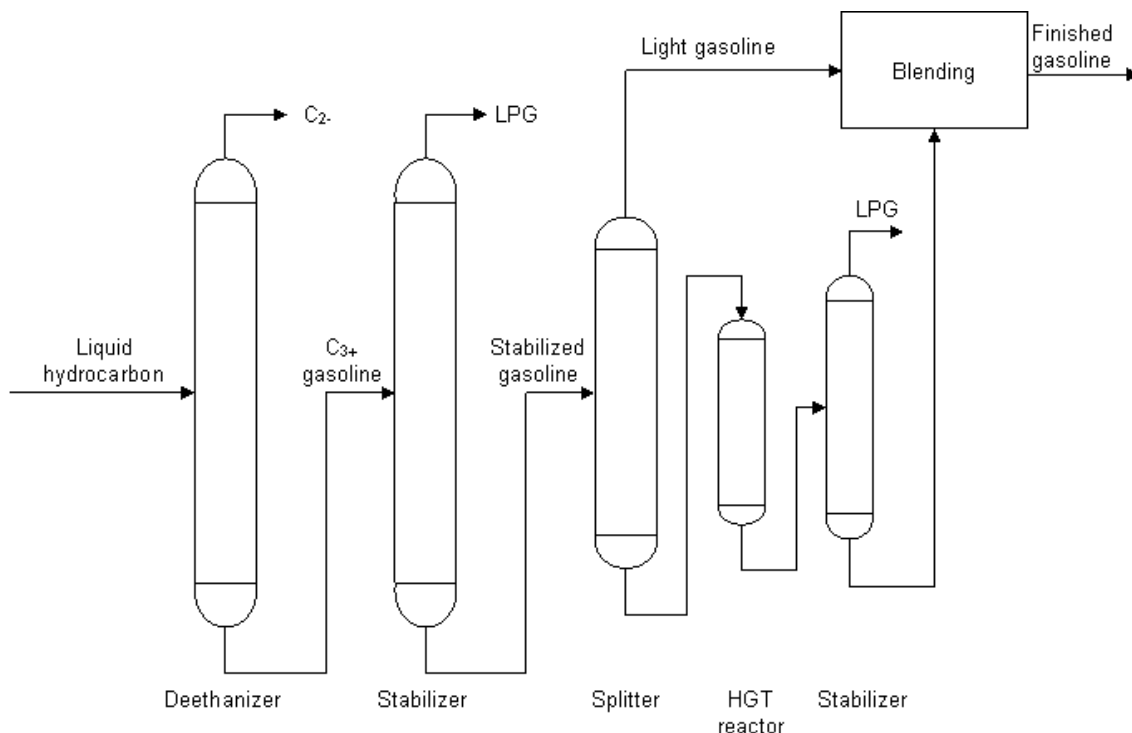 Light gasoline
Blending
Finished
gasoline
C₂-
LPG
LPG
Liquid
hydrocarbon
C₃₊
gasoline
Stabilized
gasoline
Deethanizer
Stabilizer
Splitter
HGT
reactor
Stabilizer